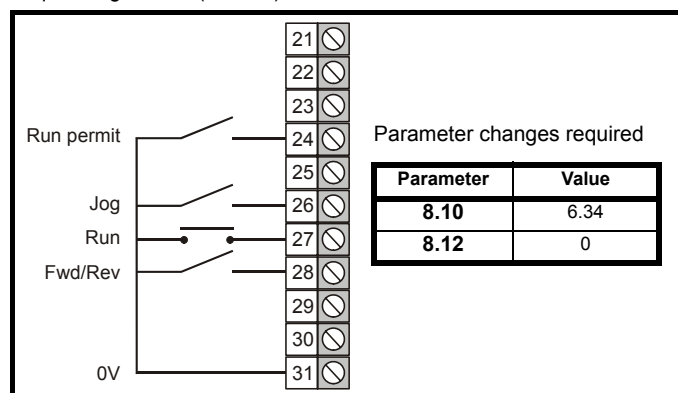 21
22
23
Run permit 24
25
Jog 26
Run 27
Fwd/Rev 28
29
30
0V 31
Parameter changes required
Parameter Value
8.10 6.34
8.12 0